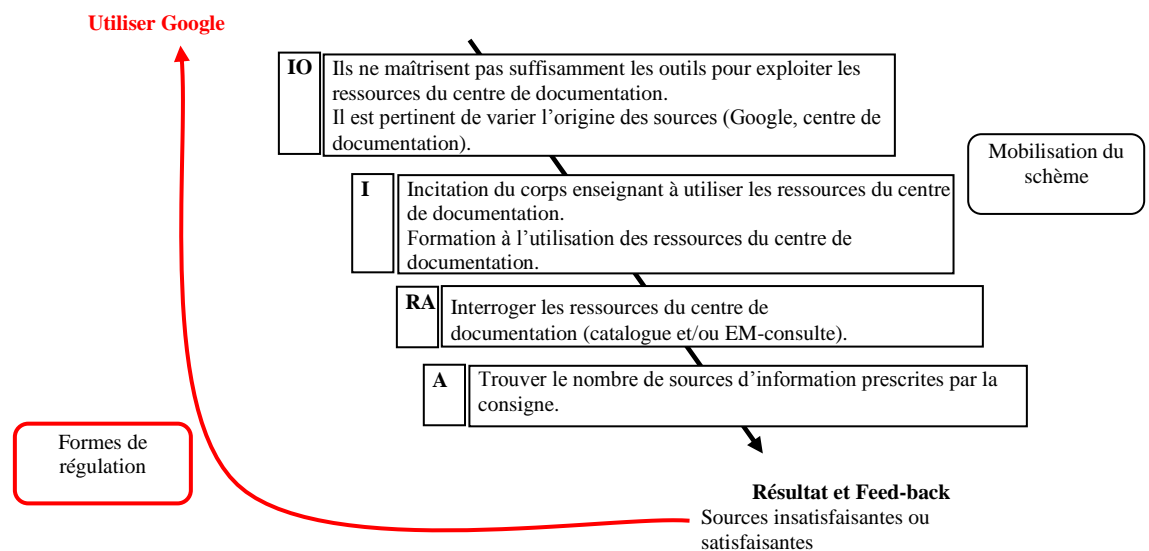 Utiliser Google
IO
Ils ne maîtrisent pas suffisamment les outils pour exploiter les
ressources du centre de documentation.
Il est pertinent de varier l’origine des sources (Google, centre de
documentation).
Mobilisation du
schème
I
Incitation du corps enseignant à utiliser les ressources du centre
de documentation.
Formation à l’utilisation des ressources du centre de
documentation.
RA
Interroger les ressources du centre de
documentation (catalogue et/ou EM-consulte).
A
Trouver le nombre de sources d’information prescrites par la
consigne.
Formes de
régulation
Résultat et Feed-back
Sources insatisfaisantes ou
satisfaisantes